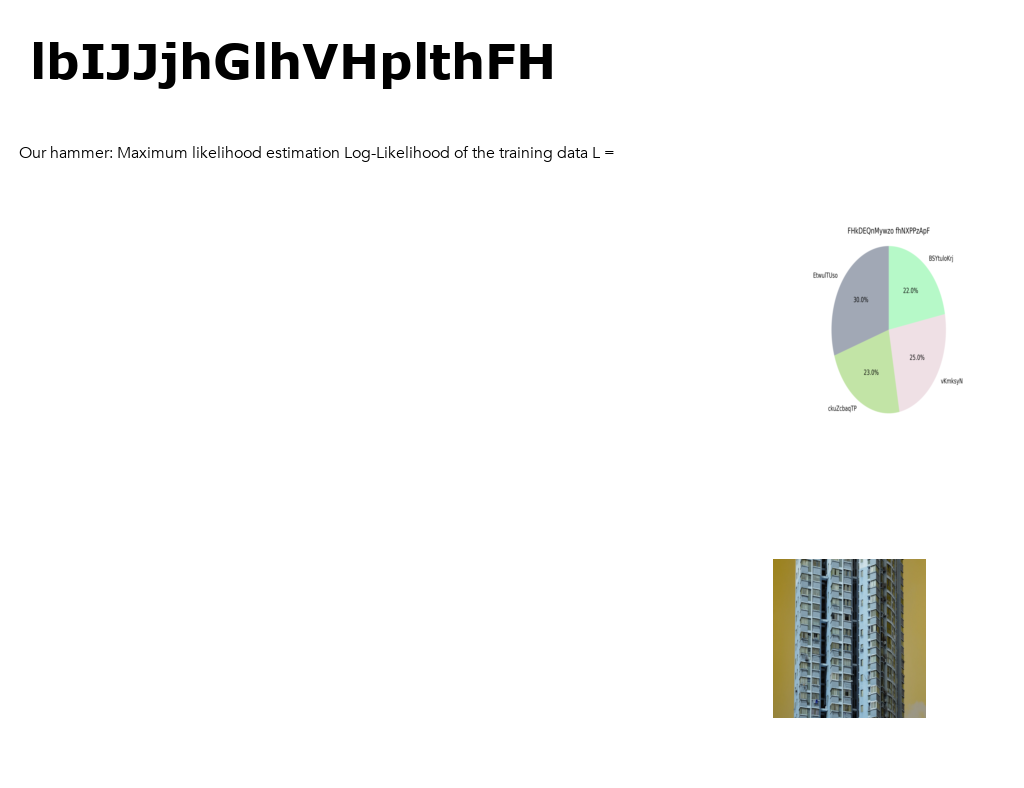 lbIJJjhGlhVHplthFH
Our hammer: Maximum likelihood estimation Log-Likelihood of the training data L =
FHkDEQnMywzo fhNXPPzApF
BSYtuloKrj
EtwulTUso
22.0%
30.0%
25.0%
23.0%
vKmksyN
ckuZcbaqTP